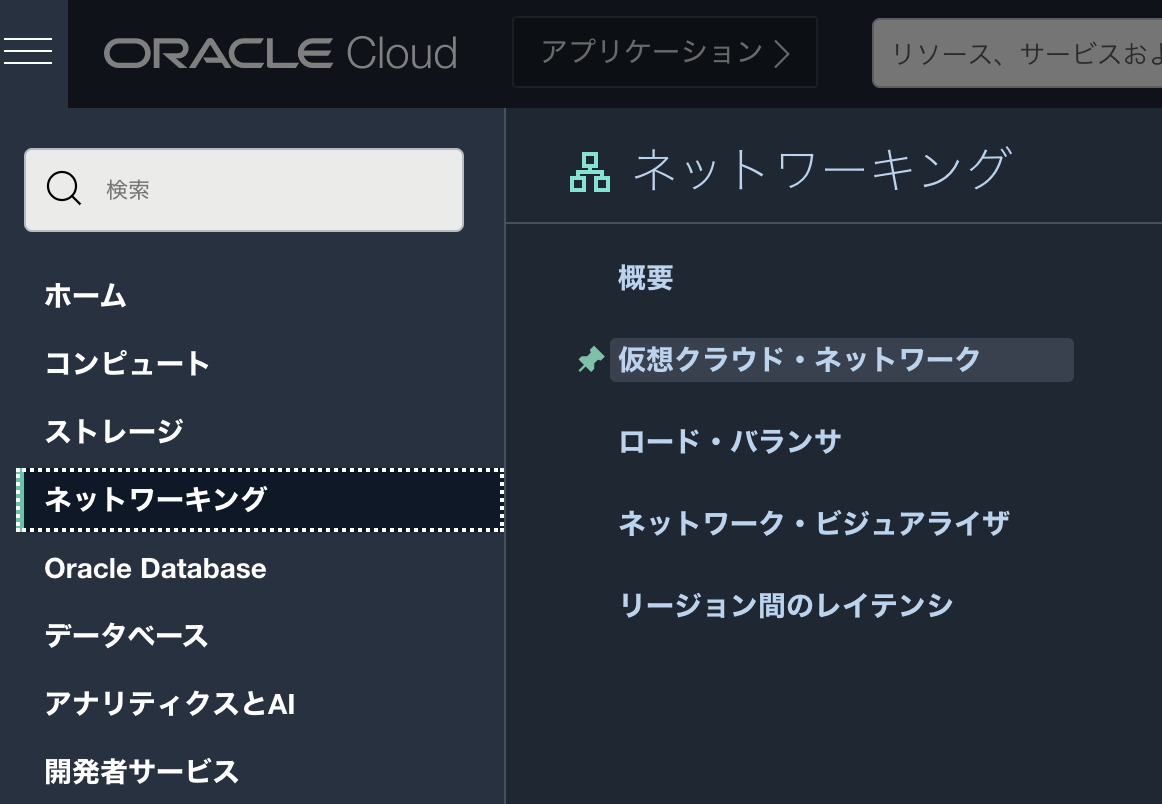 ORACLE Cloud
アプリケーション
リソース、サービスおよ
検索
ホーム
コンピュート
ストレージ
ネットワーキング
Oracle Database
データベース
アナリティクスとAI
開発者サービス
ネットワーキング
概要
仮想クラウド・ネットワーク
ロード・バランサ
ネットワーク・ビジュアライザ
リージョン間のレイテンシ